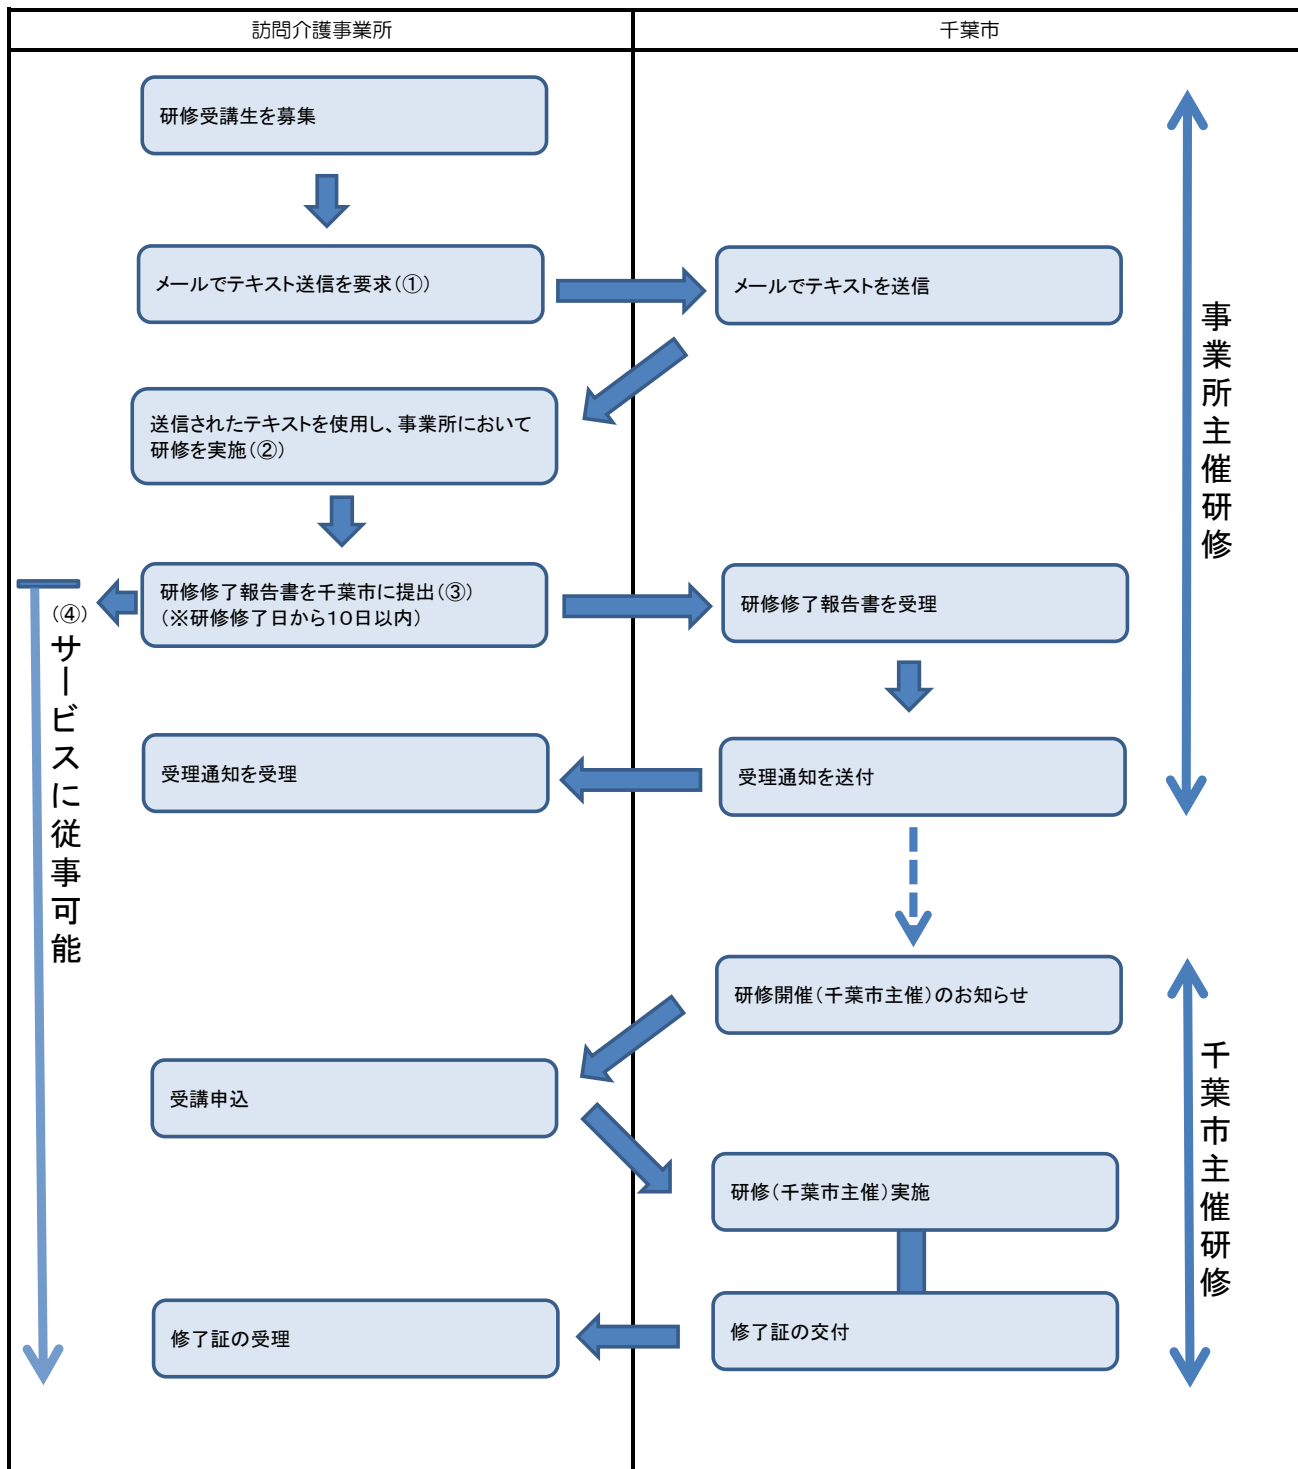 訪問介護事業所
千葉市
研修受講生を募集
メールでテキスト送信を要求(①)
メールでテキストを送信
送信されたテキストを使用し、事業所において
研修を実施(②)
研修修了報告書を千葉市に提出(③)
(※研修修了日から10日以内)
研修修了報告書を受理
(④)
サービスに従事可能
受理通知を受理
受理通知を送付
事業所主催研修
研修開催(千葉市主催)のお知らせ
受講申込
研修(千葉市主催)実施
修了証の受理
修了証の交付
千葉市主催研修